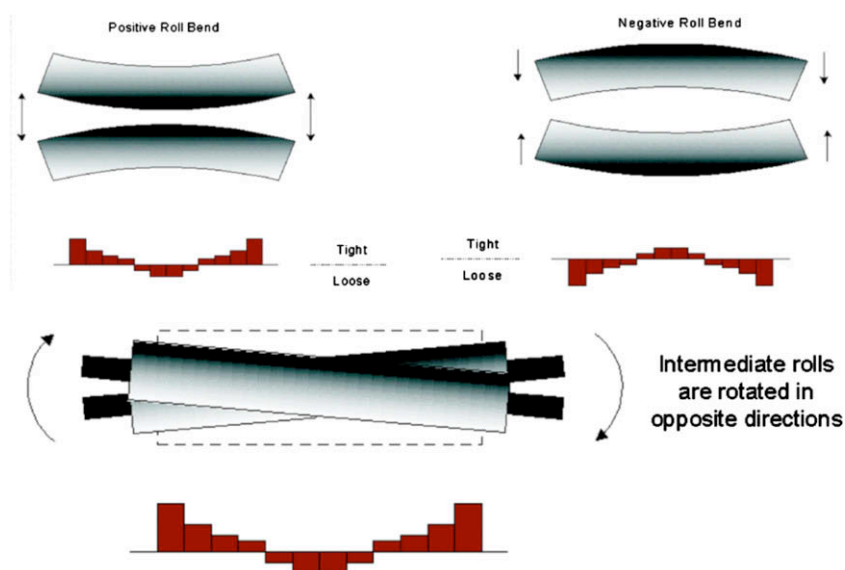 Positive Roll Bend
Negative Roll Bend
Tight
Loose
Tight
Loose
Intermediate rolls
are rotated in
opposite directions